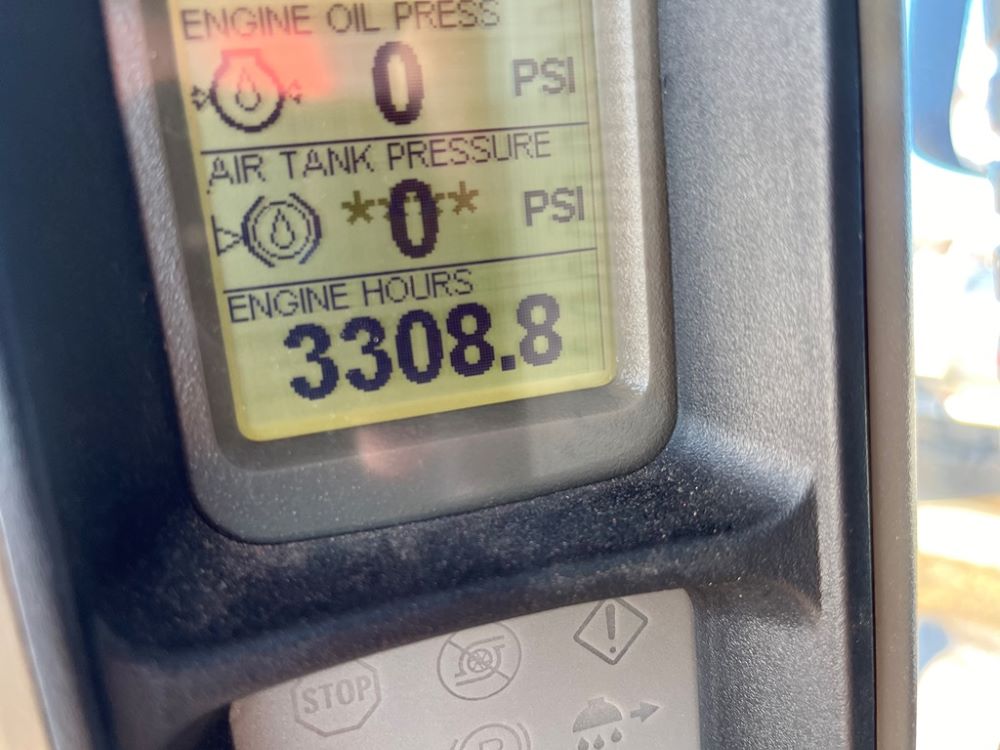 ENGINE OIL PRESS
0 PSI
AIR TANK PRESSURE
*0* PSI
ENGINE HOURS
3308.8
STOP
!
P